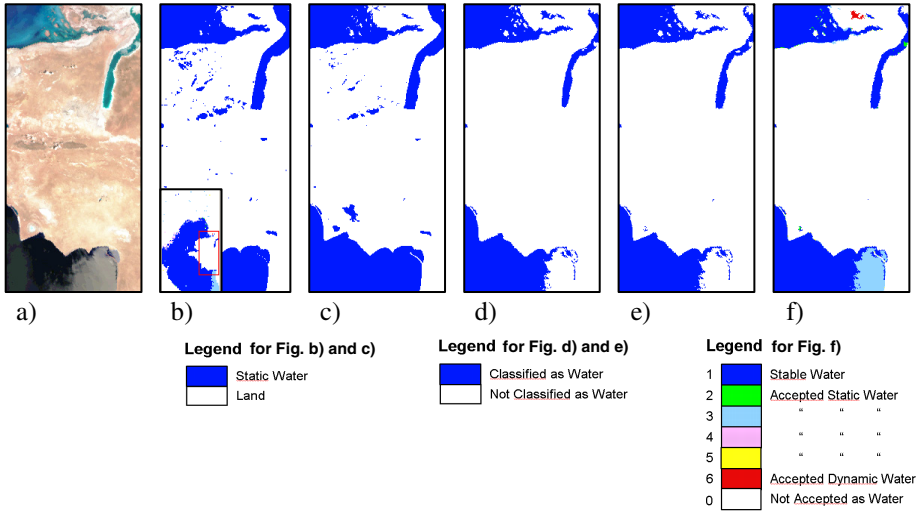 a) b) c) d) e) f)
Legend for Fig. b) and c)
Static Water
Land
Legend for Fig. d) and e)
Classified as Water
Not Classified as Water
Legend for Fig. f)
1 Stable Water
2 Accepted Static Water
3 “ “ “
4 “ “ “
5 “ “ “
6 Accepted Dynamic Water
0 Not Accepted as Water